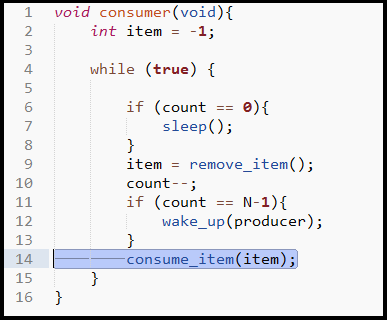 1 void consumer(void){
2     int item = -1;
3
4     while (true) {
5
6         if (count == 0){
7             sleep();
8         }
9         item = remove_item();
10         count--;
11         if (count == N-1){
12             wake_up(producer);
13         }
14         consume_item(item);
15     }
16 }